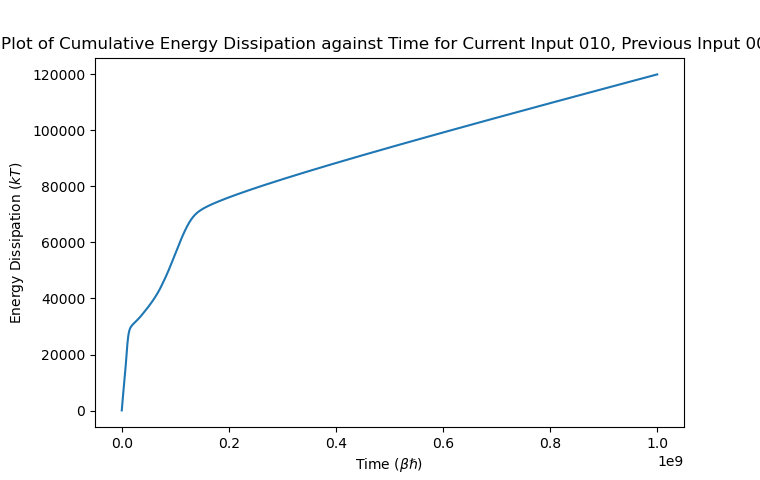 Plot of Cumulative Energy Dissipation against Time for Current Input 010, Previous Input 00
120000
100000
80000
60000
40000
20000
0
Energy Dissipation (kT)
0.0 0.2 0.4 0.6 0.8 1.0
1e9
Time (βℏ)